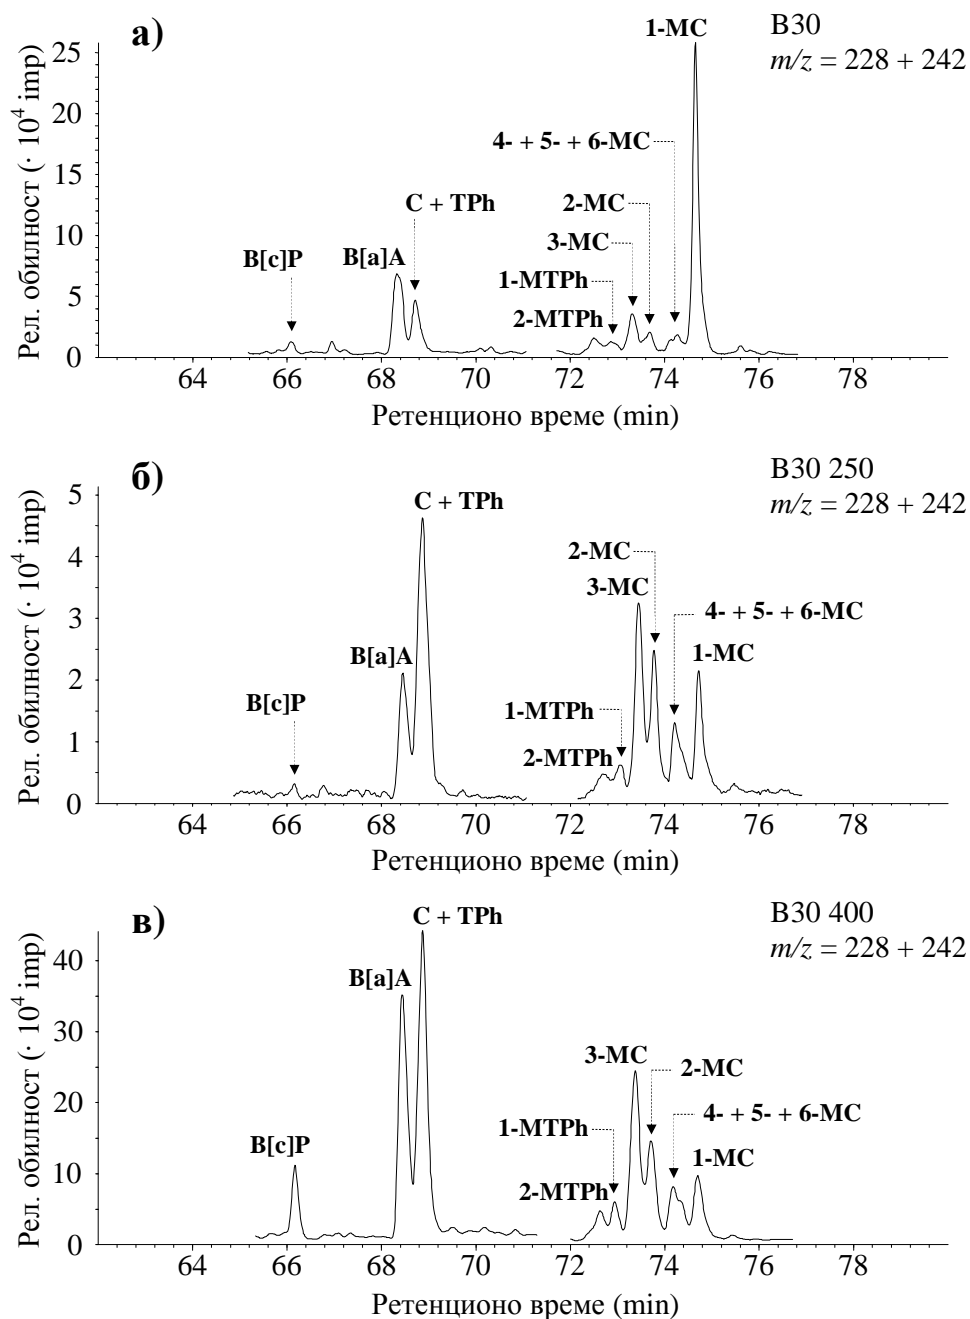 а)
B30
m/z = 228 + 242
Рел. обилност (· 10⁴ imp)
25
20
15
10
5
0
1-MC
4- + 5- + 6-MC
C + TPh
2-MC
3-MC
B[c]P
B[a]A
1-MTPh
2-MTPh
64 66 68 70 72 74 76 78
Ретенционо време (min)
б)
B30 250
m/z = 228 + 242
Рел. обилност (· 10⁴ imp)
5
4
3
2
1
0
C + TPh
2-MC
3-MC
4- + 5- + 6-MC
B[a]A
1-MC
B[c]P
1-MTPh
2-MTPh
64 66 68 70 72 74 76 78
Ретенционо време (min)
в)
B30 400
m/z = 228 + 242
Рел. обилност (· 10⁴ imp)
40
30
20
10
0
C + TPh
B[a]A
3-MC
2-MC
4- + 5- + 6-MC
1-MTPh
B[c]P
1-MC
2-MTPh
64 66 68 70 72 74 76 78
Ретенционо време (min)